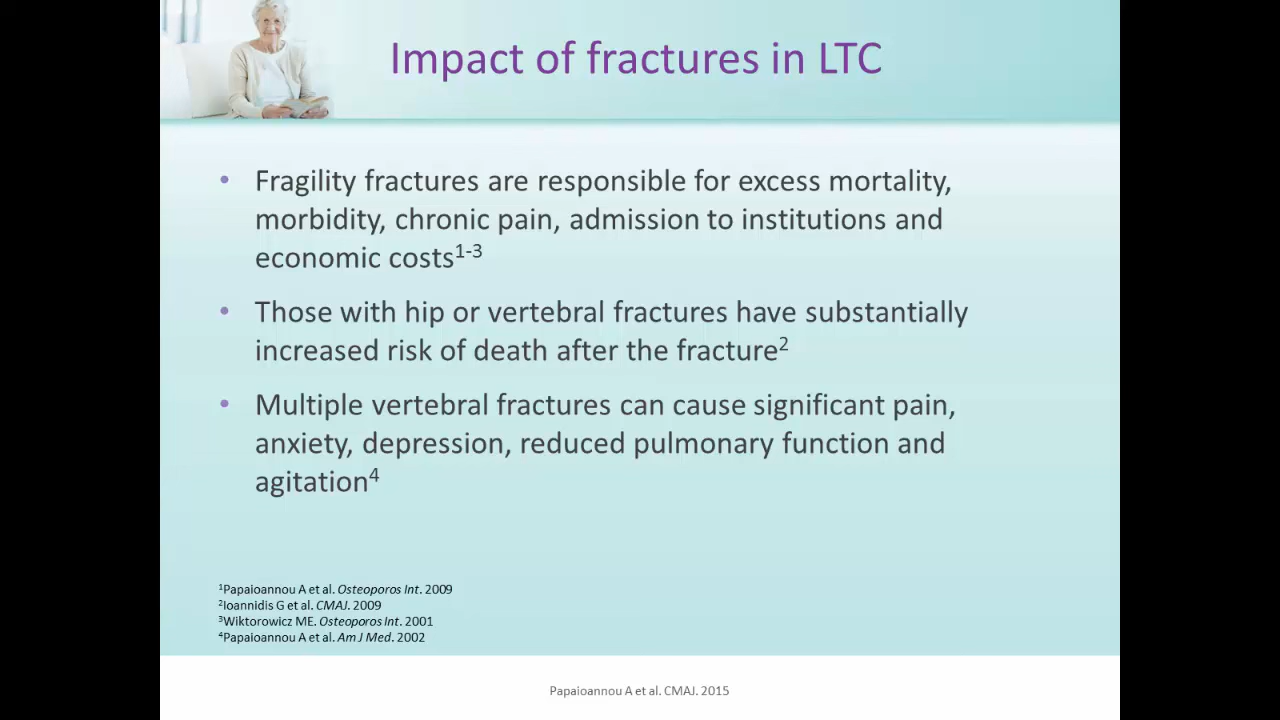 Impact of fractures in LTC
• Fragility fractures are responsible for excess mortality,
morbidity, chronic pain, admission to institutions and
economic costs¹⁻³
• Those with hip or vertebral fractures have substantially
increased risk of death after the fracture²
• Multiple vertebral fractures can cause significant pain,
anxiety, depression, reduced pulmonary function and
agitation⁴
¹Papaioannou A et al. Osteoporos Int. 2009
²Ioannidis G et al. CMAJ. 2009
³Wiktorowicz ME. Osteoporos Int. 2001
⁴Papaioannou A et al. Am J Med. 2002
Papaioannou A et al. CMAJ. 2015